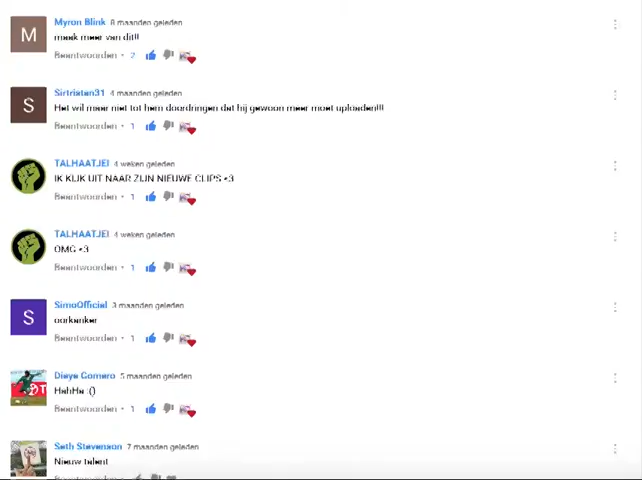 M
Myron Blink 8 maanden geleden
maak meer van dit!!
Beantwoorden • 2
S
Sirtristan31 4 maanden geleden
Het wil maar niet tot hem doordringen dat hij gewoon meer moet uploaden!!!
Beantwoorden • 1
TALHAATJEI 4 weken geleden
IK KIJK UIT NAAR ZIJN NIEUWE CLIPS <3
Beantwoorden • 1
TALHAATJEI 4 weken geleden
OMG <3
Beantwoorden • 1
S
SimoOfficial 3 maanden geleden
oorkanker
Beantwoorden • 1
Dieye Gomero 5 maanden geleden
HahHa :()
Beantwoorden • 1
Seth Stevenson 7 maanden geleden
Nieuw talent